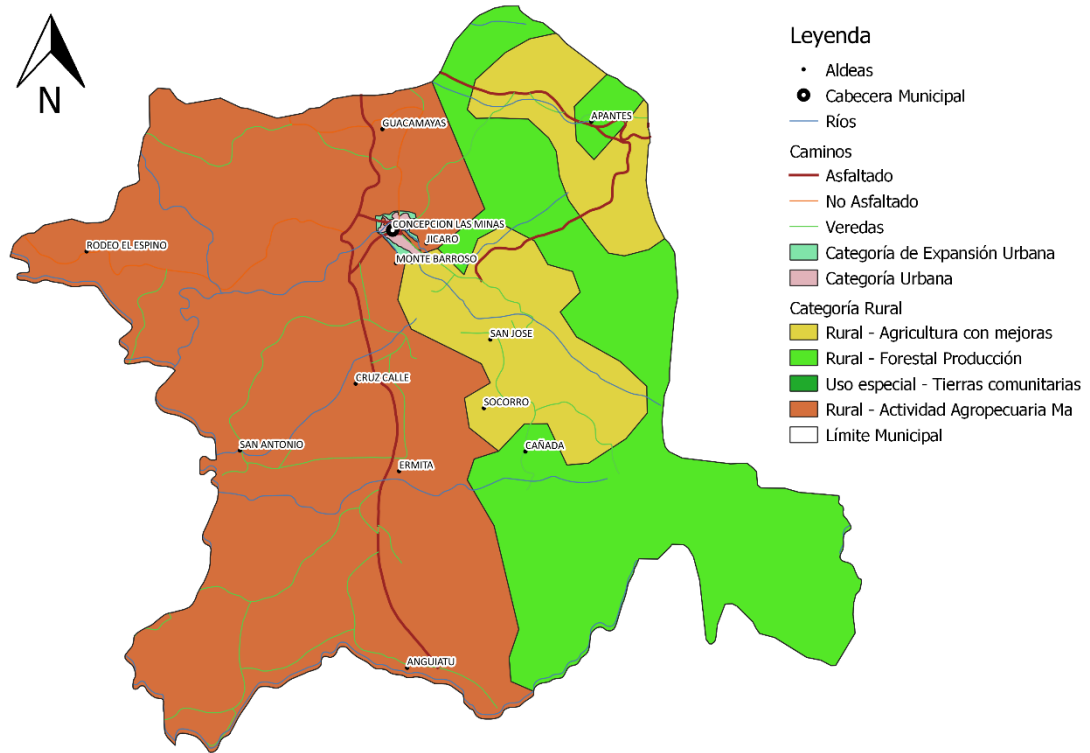 N
GUACAMAYAS
APANTES
CONCEPCION LAS MINAS
JICARO
RODEO EL ESPINO
MONTE BARROSO
SAN JOSE
CRUZ CALLE
SOCORRO
SAN ANTONIO
CAÑADA
ERMITA
ANGUIATU
Leyenda
Aldeas
Cabecera Municipal
Ríos
Caminos
Asfaltado
No Asfaltado
Veredas
Categoría de Expansión Urbana
Categoría Urbana
Categoría Rural
Rural - Agricultura con mejoras
Rural - Forestal Producción
Uso especial - Tierras comunitarias
Rural - Actividad Agropecuaria Ma
Límite Municipal